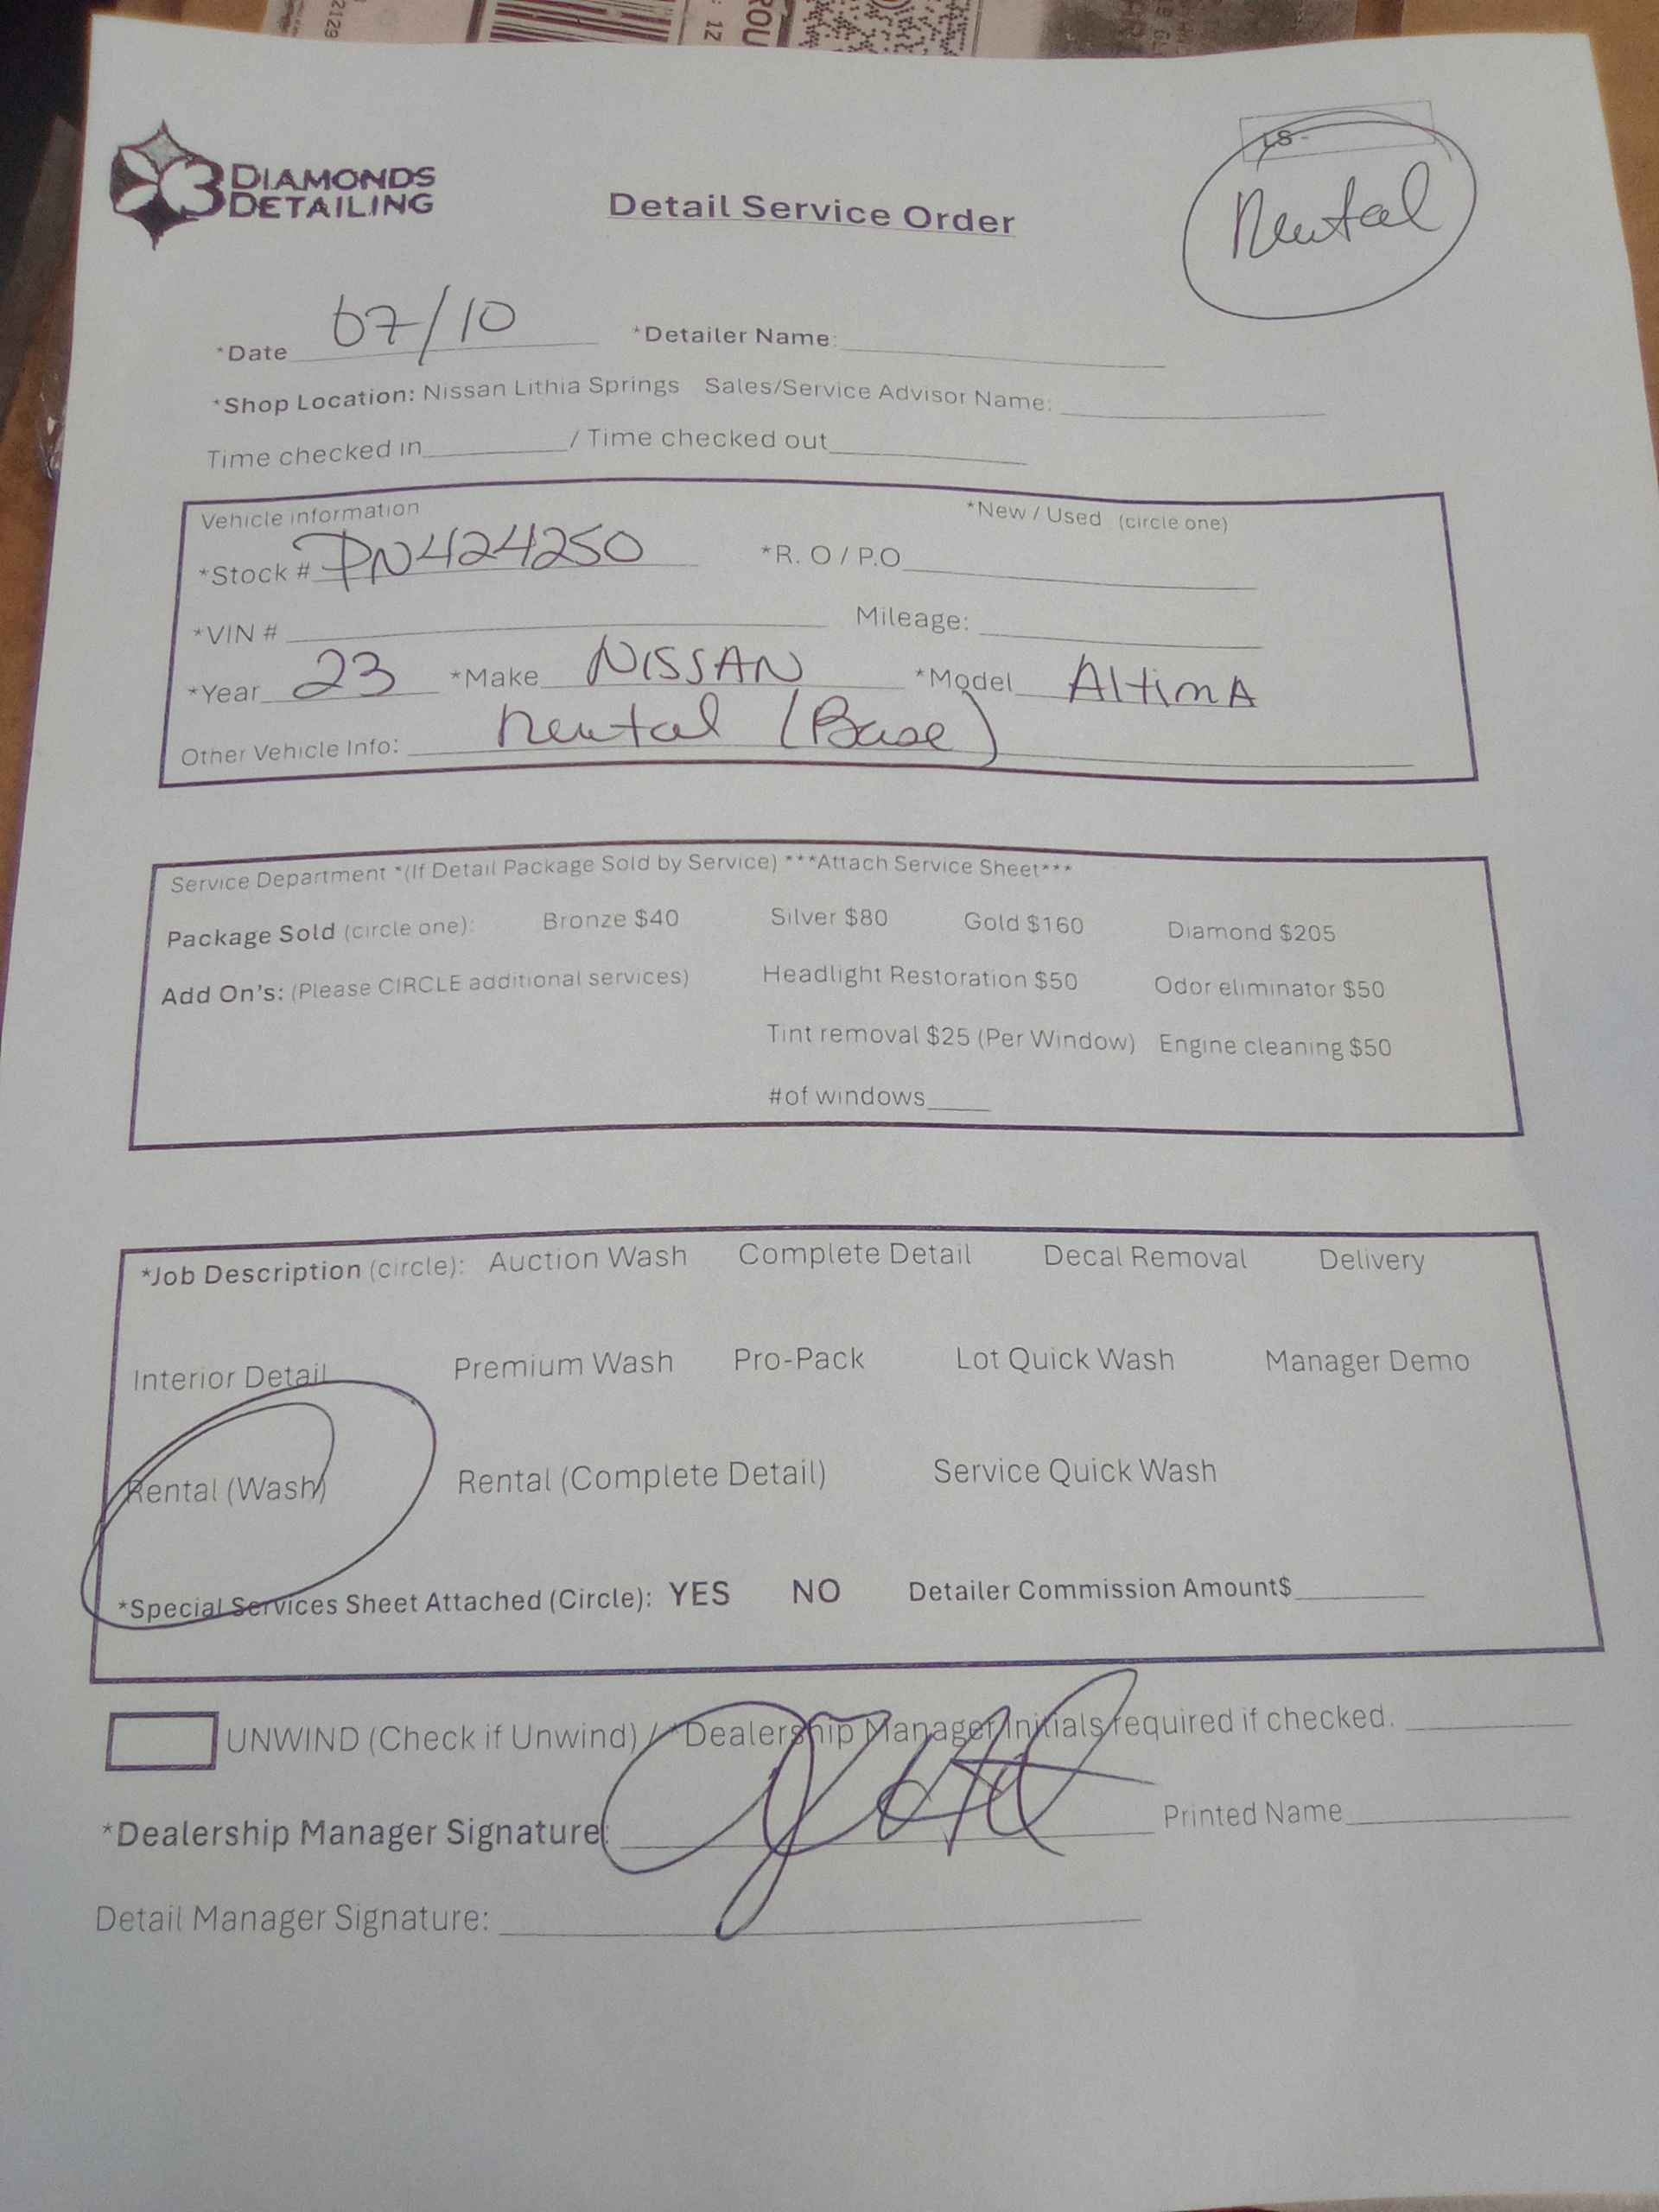 3 DIAMONDS
DETAILING
Detail Service Order
LS -
Rental
*Date 07/10 *Detailer Name:
*Shop Location: Nissan Lithia Springs Sales/Service Advisor Name:
Time checked in / Time checked out
Vehicle information *New / Used (circle one)
*Stock # PN424250 *R. O / P.O
*VIN # Mileage:
*Year 23 *Make NISSAN *Model AltimA
Other Vehicle Info: Rental (Base)
Service Department *(If Detail Package Sold by Service) ***Attach Service Sheet***
Package Sold (circle one): Bronze $40 Silver $80 Gold $160 Diamond $205
Add On's: (Please CIRCLE additional services) Headlight Restoration $50 Odor eliminator $50
Tint removal $25 (Per Window) Engine cleaning $50
#of windows
*Job Description (circle): Auction Wash Complete Detail Decal Removal Delivery
Interior Detail Premium Wash Pro-Pack Lot Quick Wash Manager Demo
Rental (Wash) Rental (Complete Detail) Service Quick Wash
*Special Services Sheet Attached (Circle): YES NO Detailer Commission Amount$
UNWIND (Check if Unwind) / *Dealership Manager Initials required if checked.
*Dealership Manager Signature: Printed Name
Detail Manager Signature: